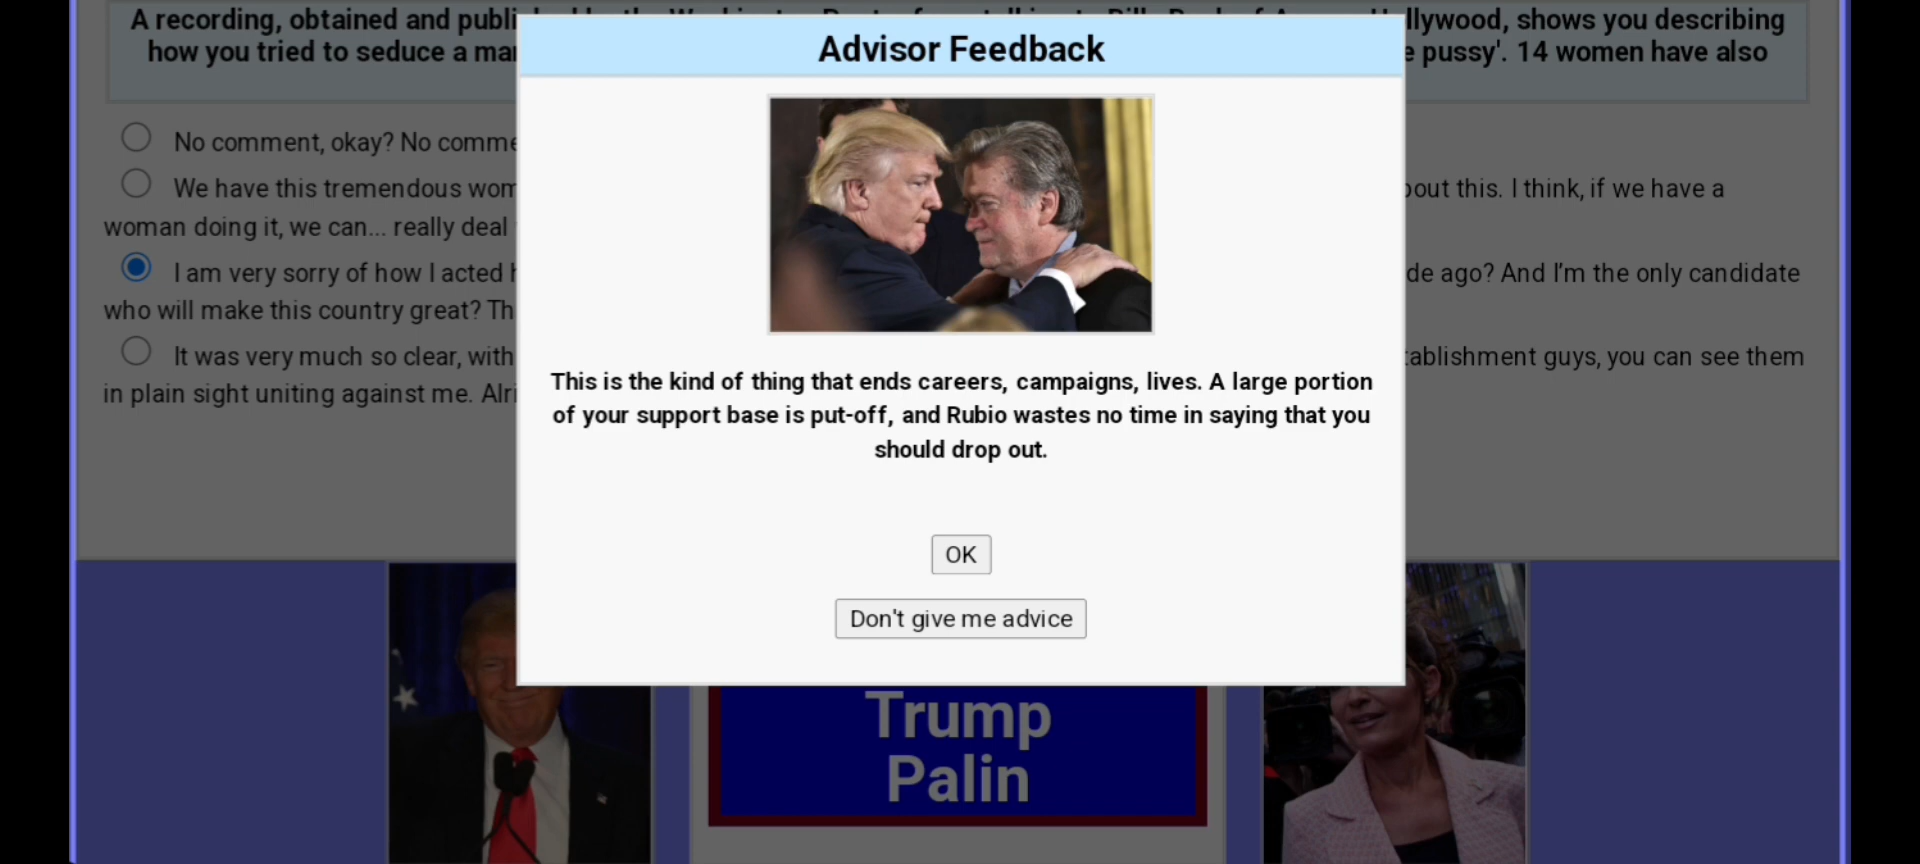 A recording, obtained and publi
llywood, shows you describing
how you tried to seduce a ma
pussy'. 14 women have also
Advisor Feedback
No comment, okay? No comme
We have this tremendous wom
bout this. I think, if we have a
woman doing it, we can... really deal
I am very sorry of how I acted h
de ago? And I'm the only candidate
who will make this country great? Th
It was very much so clear, with
tablishment guys, you can see them
in plain sight uniting against me. Alri
This is the kind of thing that ends careers, campaigns, lives. A large portion
of your support base is put-off, and Rubio wastes no time in saying that you
should drop out.
OK
Don't give me advice
Trump
Palin